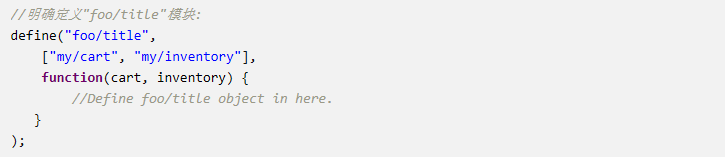 //明确定义"foo/title"模块:
define("foo/title",
    ["my/cart", "my/inventory"],
    function(cart, inventory) {
        //Define foo/title object in here.
   }
);